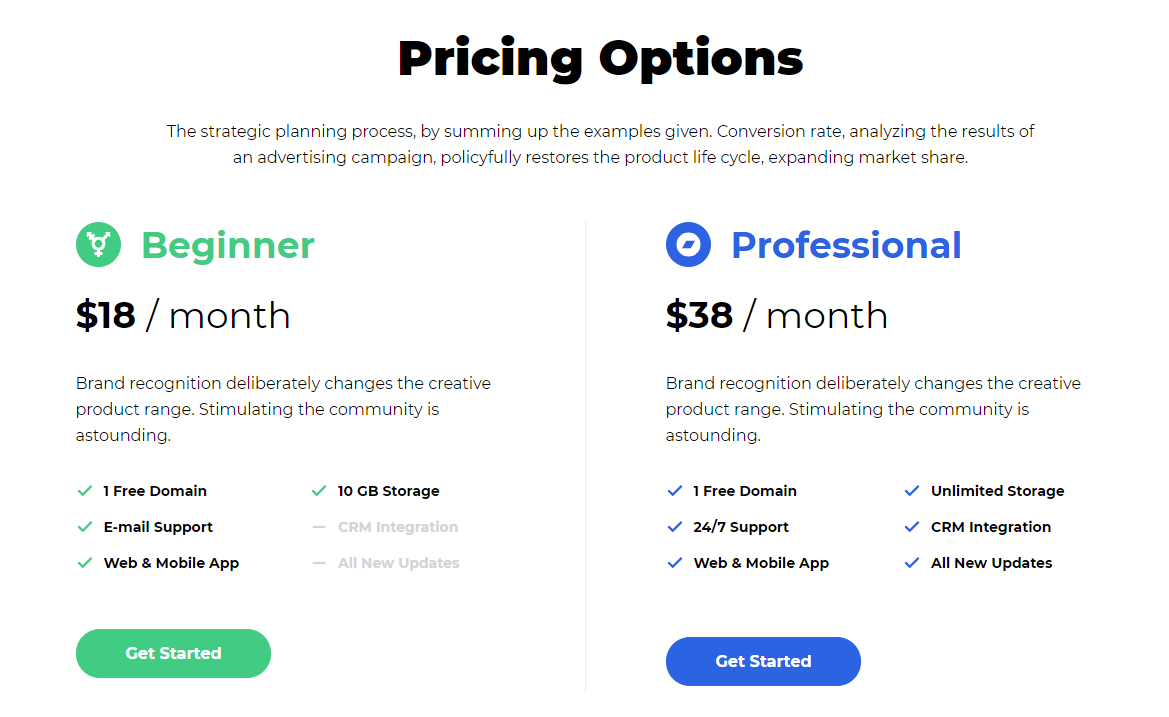 Pricing Options
The strategic planning process, by summing up the examples given. Conversion rate, analyzing the results of
an advertising campaign, policyfully restores the product life cycle, expanding market share.
Beginner
$18 / month
Brand recognition deliberately changes the creative
product range. Stimulating the community is
astounding.
1 Free Domain
10 GB Storage
E-mail Support
CRM Integration
Web & Mobile App
All New Updates
Get Started
Professional
$38 / month
Brand recognition deliberately changes the creative
product range. Stimulating the community is
astounding.
1 Free Domain
Unlimited Storage
24/7 Support
CRM Integration
Web & Mobile App
All New Updates
Get Started